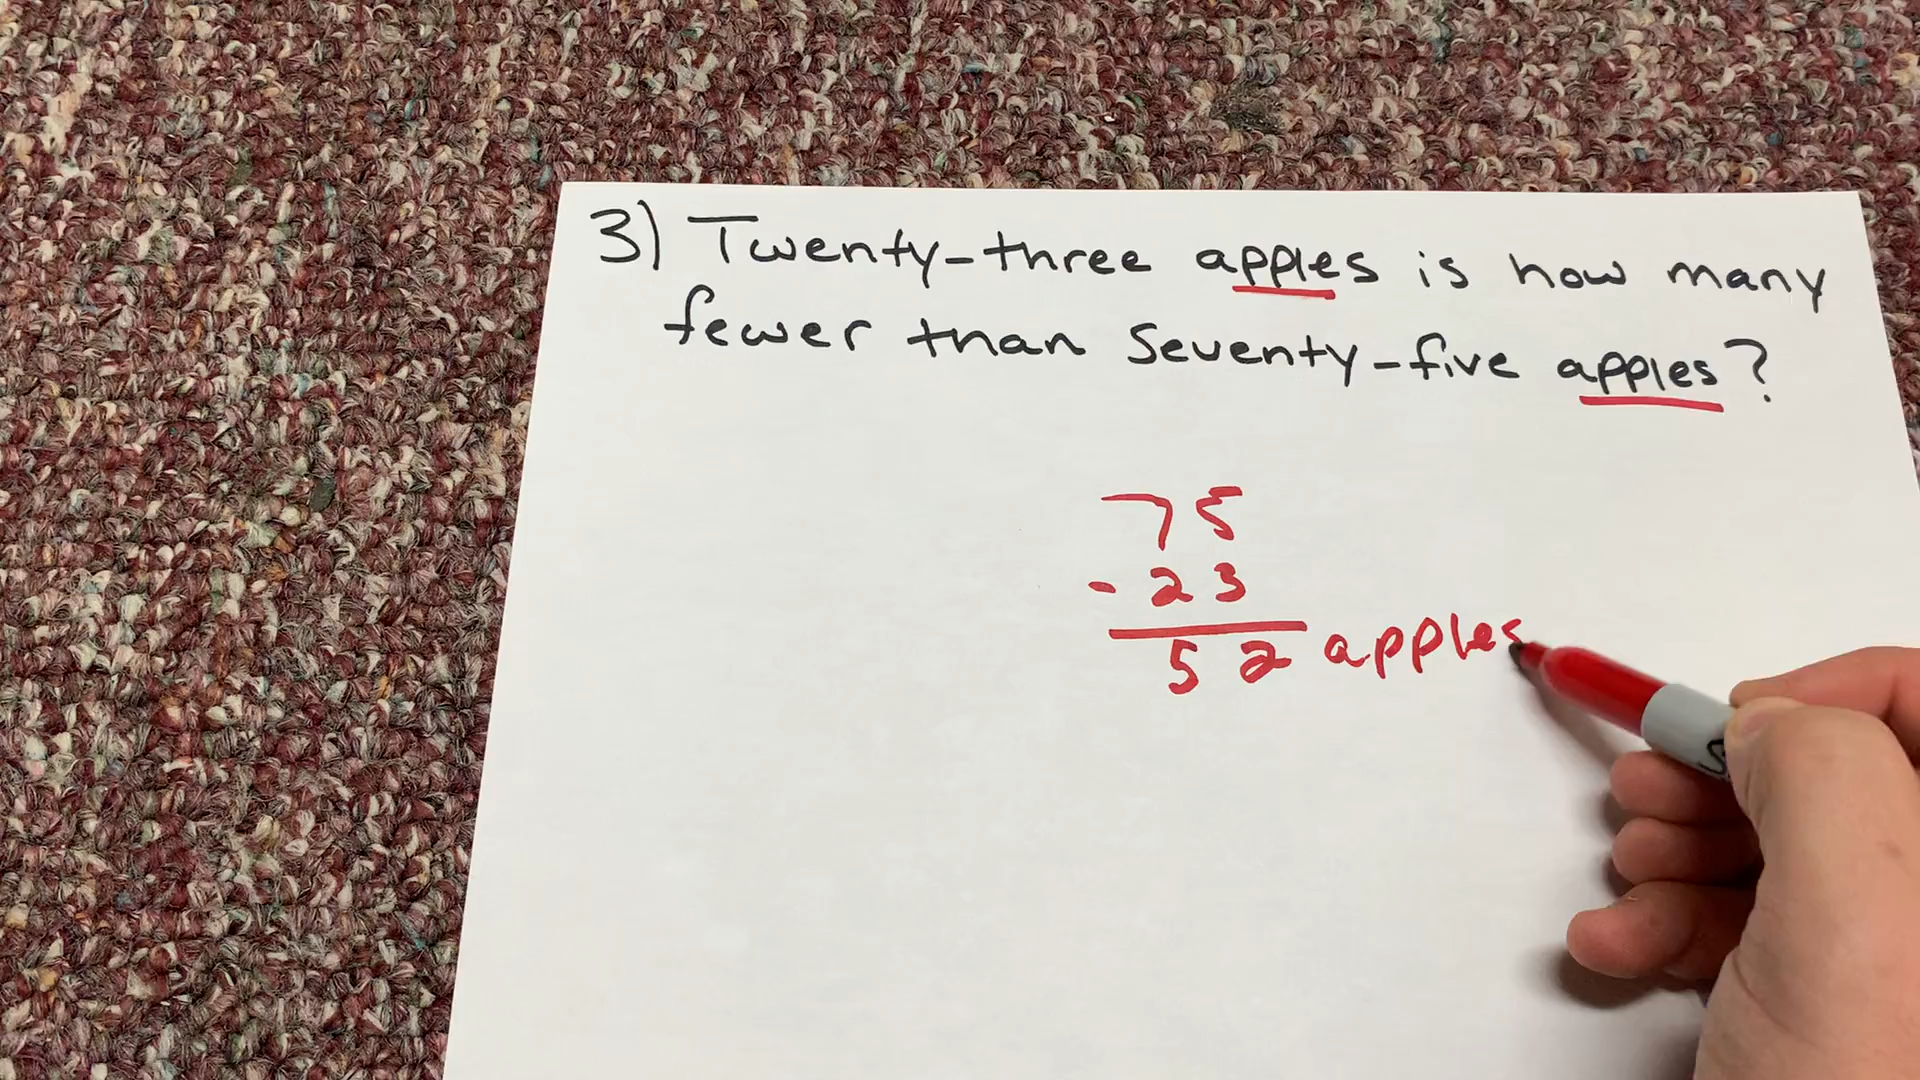 3) Twenty-three apples is how many
fewer than seventy-five apples?
75
- 23
52 apples
S